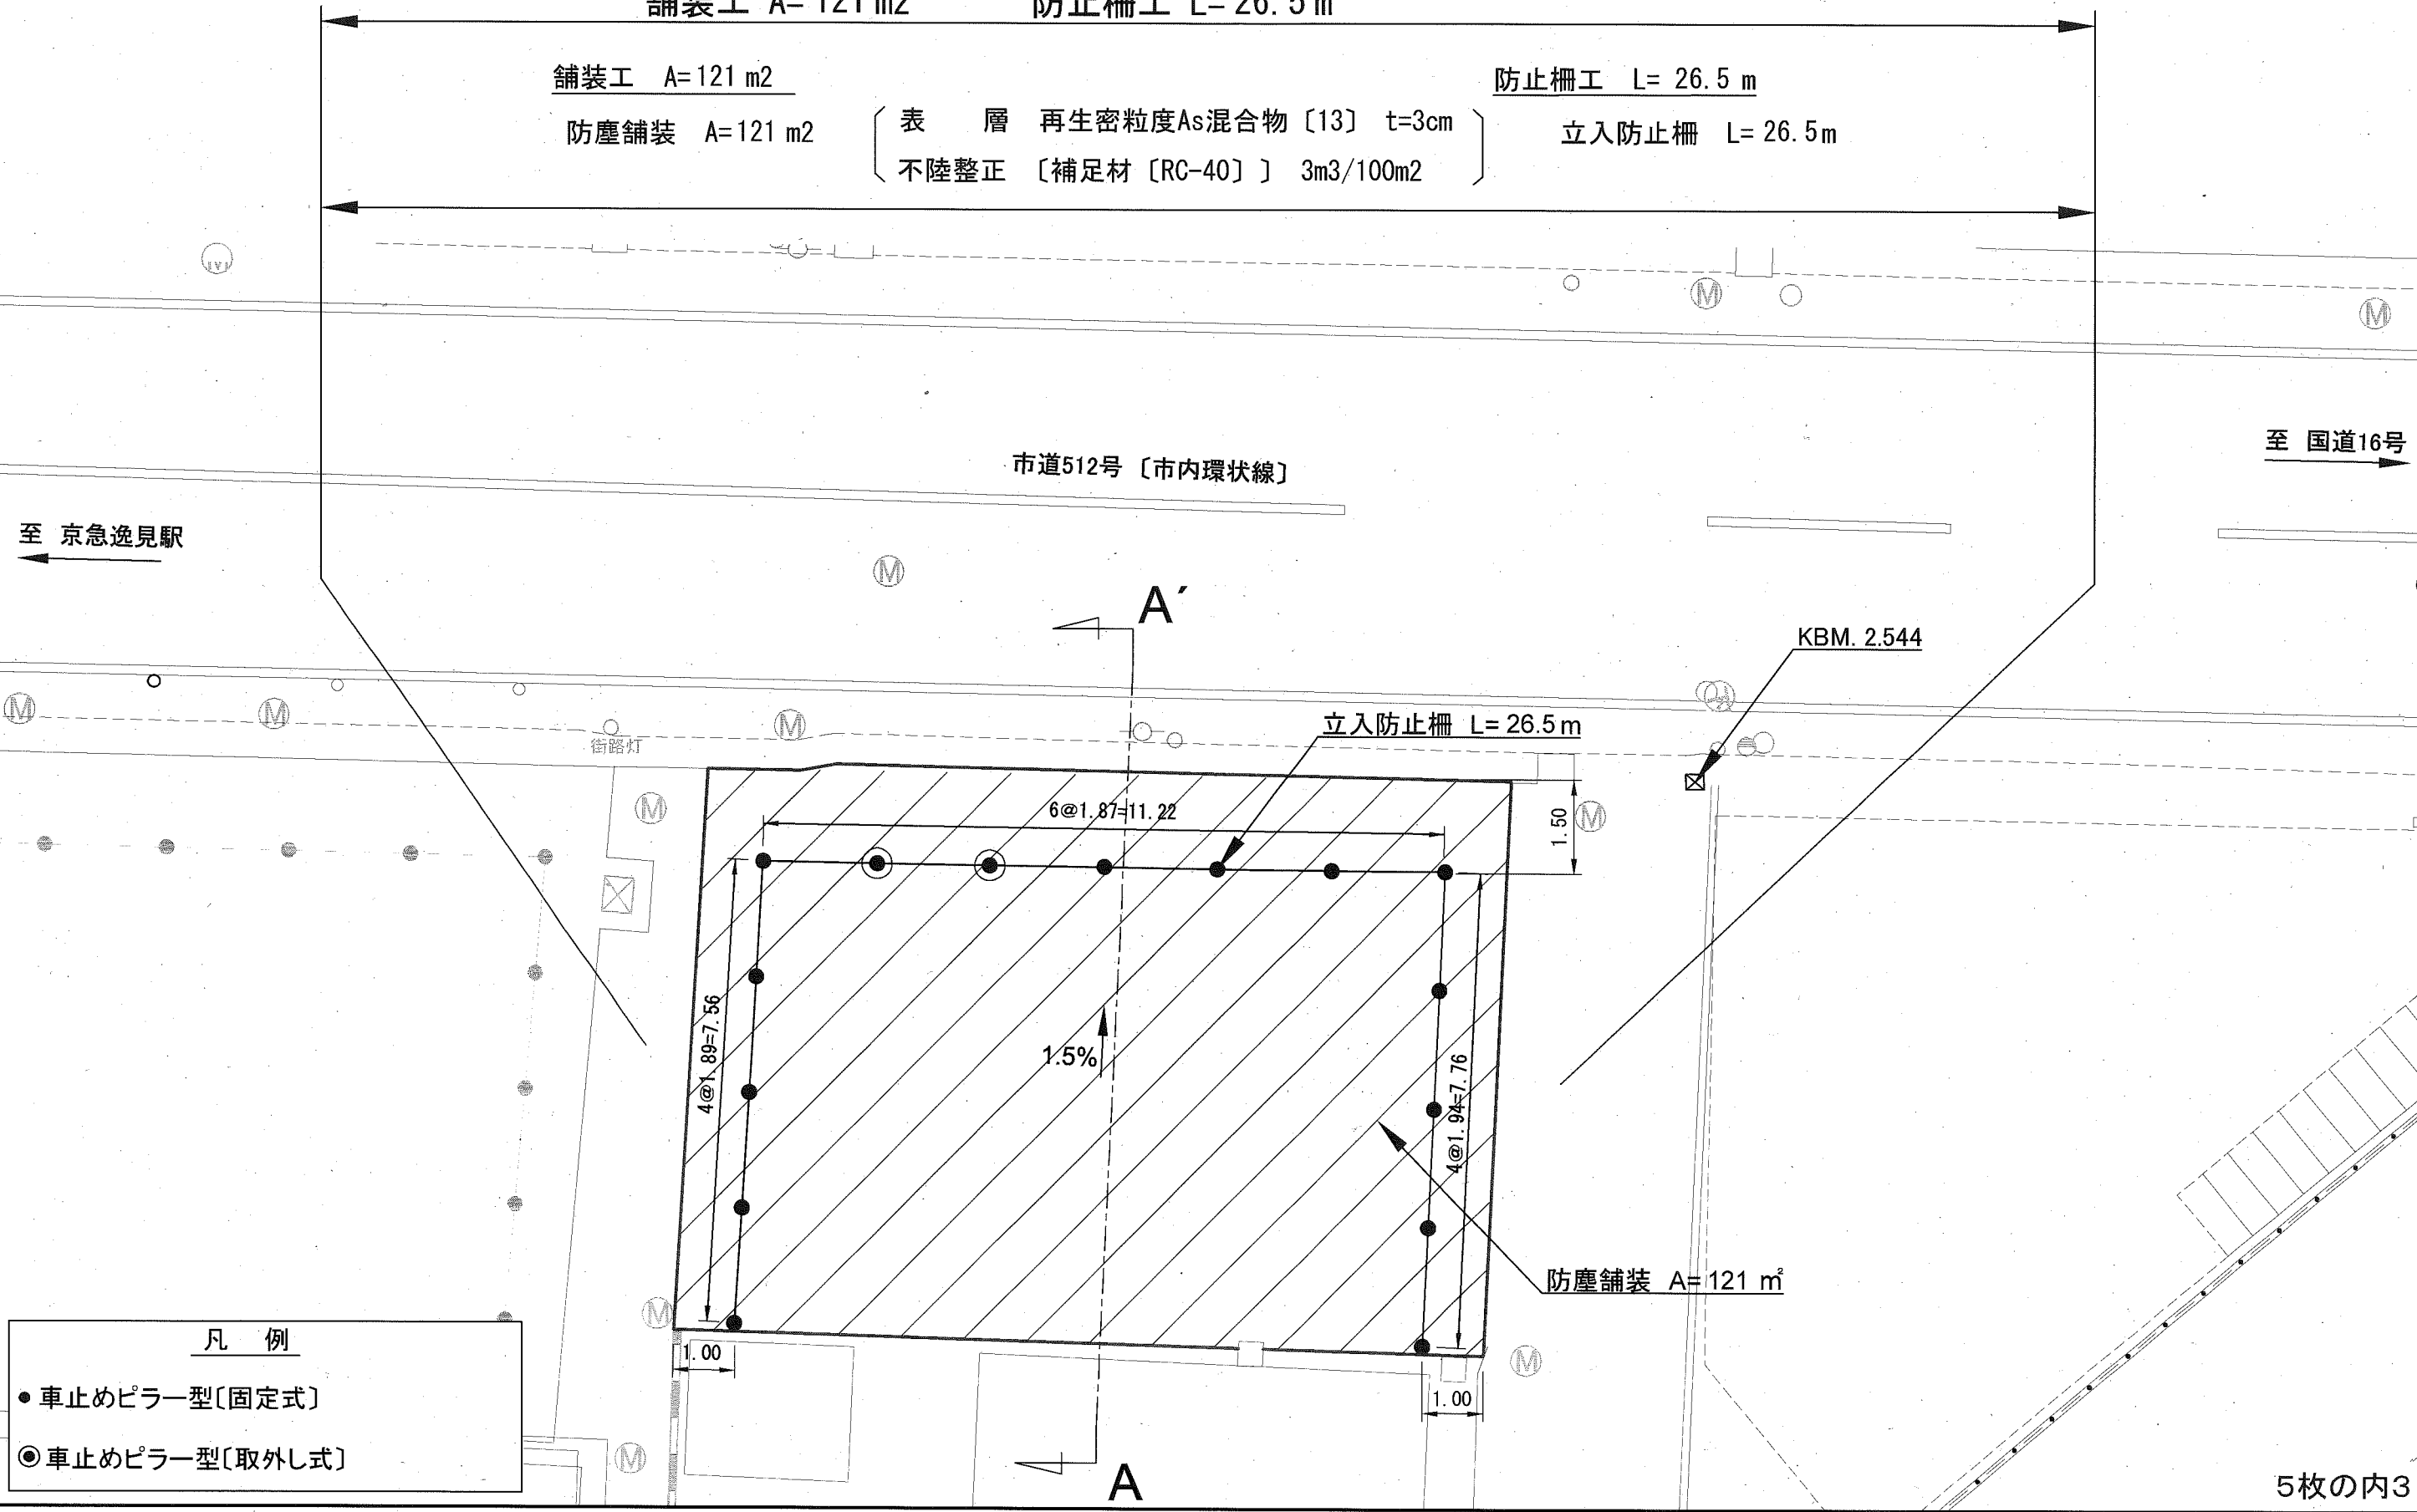 舗装工 A= 121 m2 防止柵工 L= 26.5 m
舗装工 A= 121 m2
防止柵工 L= 26.5 m
防塵舗装 A= 121 m2
表 層 再生密粒度As混合物〔13〕 t=3cm
不陸整正 〔補足材〔RC-40〕〕 3m3/100m2
立入防止柵 L= 26.5 m
M
M
M
市道512号〔市内環状線〕
至 国道16号
至 京急逸見駅
M
A´
KBM. 2.544
M
M
M
街路灯
立入防止柵 L= 26.5 m
M
6@1.87=11.22
1.50
M
4@1.89=7.56
1.5%
4@1.94=7.76
防塵舗装 A= 121 ㎡
M
1.00
M
1.00
M
A
凡 例
車止めピラー型〔固定式〕
車止めピラー型〔取外し式〕
5枚の内3